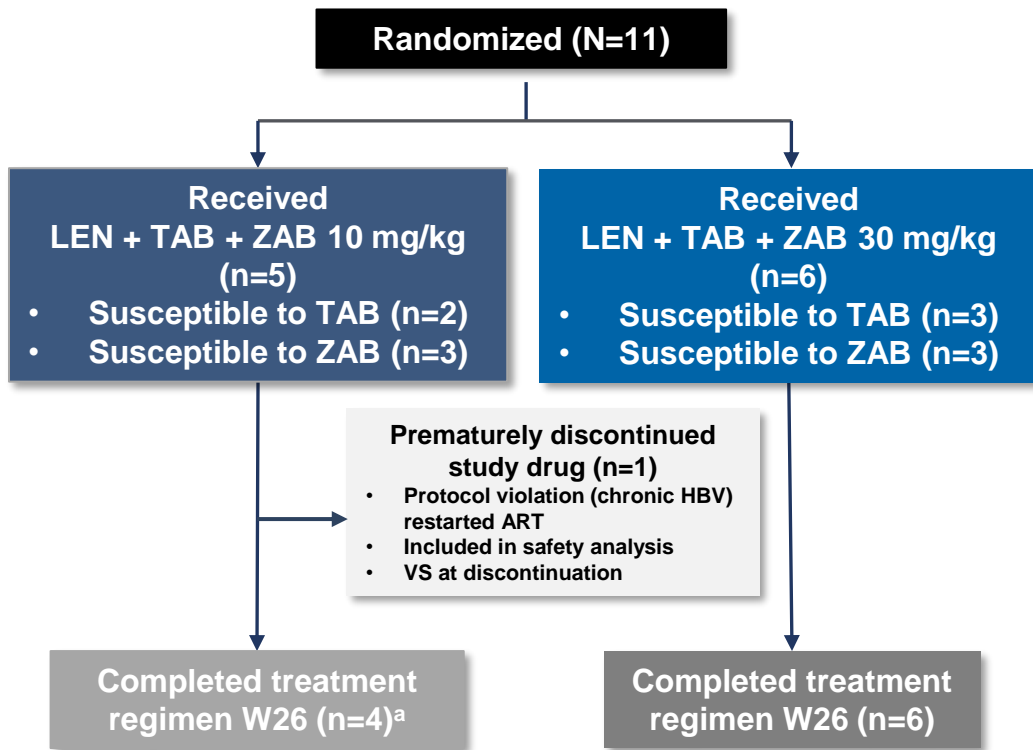 Randomized (N=11)
Received
LEN + TAB + ZAB 10 mg/kg
(n=5)
• Susceptible to TAB (n=2)
• Susceptible to ZAB (n=3)
Received
LEN + TAB + ZAB 30 mg/kg
(n=6)
• Susceptible to TAB (n=3)
• Susceptible to ZAB (n=3)
Prematurely discontinued
study drug (n=1)
• Protocol violation (chronic HBV)
restarted ART
• Included in safety analysis
• VS at discontinuation
Completed treatment
regimen W26 (n=4)ᵃ
Completed treatment
regimen W26 (n=6)